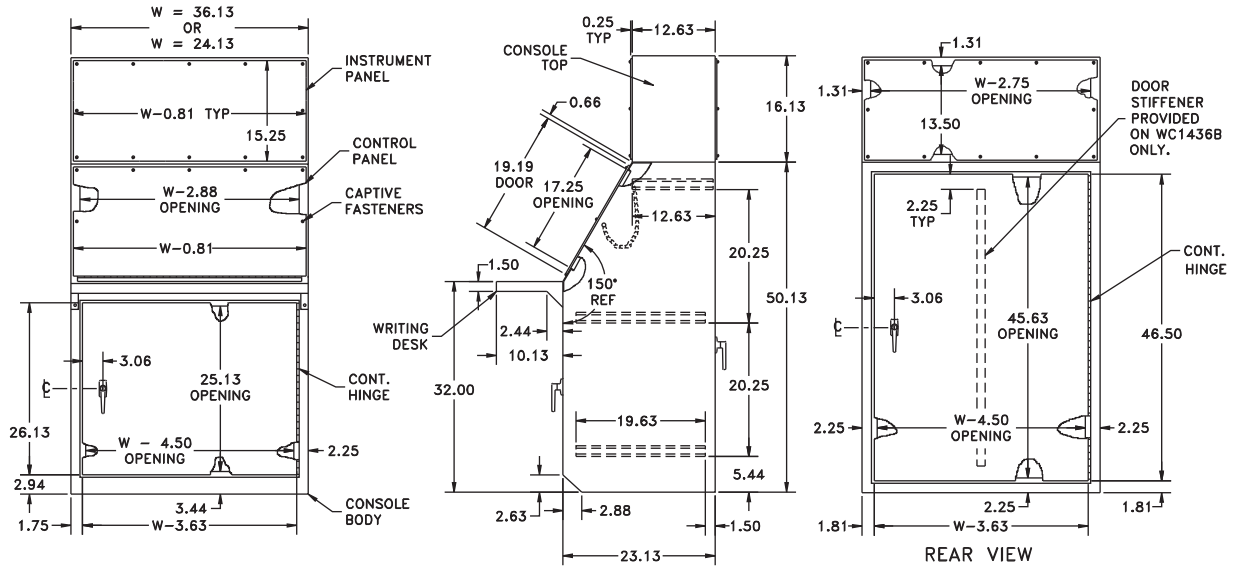 W = 36.13
OR
W = 24.13
INSTRUMENT
PANEL
W-0.81 TYP
15.25
CONTROL
PANEL
W-2.88
OPENING
CAPTIVE
FASTENERS
W-0.81
3.06
25.13
OPENING
CONT.
HINGE
26.13
W - 4.50
OPENING
2.25
2.94
3.44
CONSOLE
BODY
1.75
W-3.63
0.25
TYP
12.63
CONSOLE
TOP
0.66
16.13
19.19
DOOR
17.25
OPENING
12.63
20.25
1.50
150°
REF
50.13
WRITING
DESK
2.44
10.13
32.00
20.25
19.63
5.44
2.63
2.88
1.50
23.13
1.31
1.31
W-2.75
OPENING
13.50
DOOR
STIFFENER
PROVIDED
ON WC1436B
ONLY.
2.25
TYP
CONT.
HINGE
3.06
45.63
OPENING
46.50
2.25
W-4.50
OPENING
2.25
2.25
1.81
1.81
W-3.63
REAR VIEW